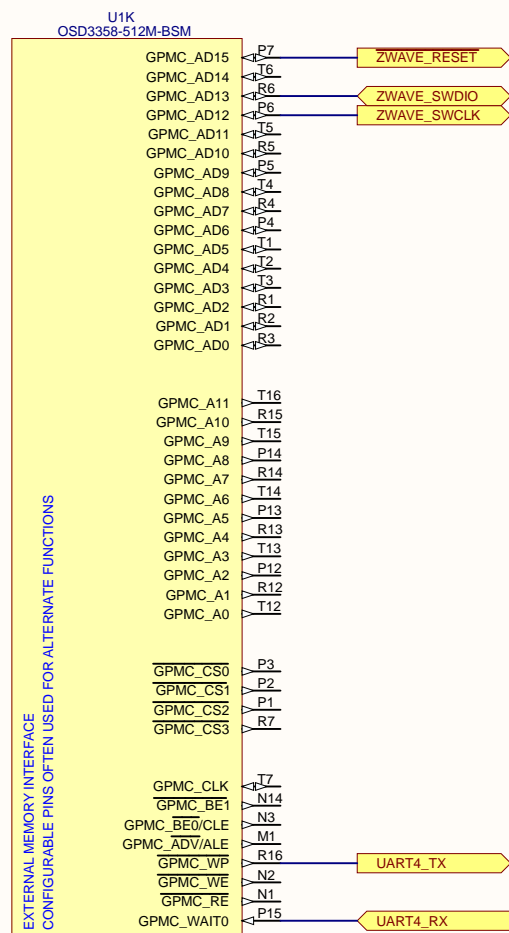 U1K
OSD3358-512M-BSM
GPMC_AD15 P7 ZWAVE_RESET
GPMC_AD14 T6
GPMC_AD13 R6 ZWAVE_SWDIO
GPMC_AD12 P6 ZWAVE_SWCLK
GPMC_AD11 T5
GPMC_AD10 R5
GPMC_AD9 P5
GPMC_AD8 T4
GPMC_AD7 R4
GPMC_AD6 P4
GPMC_AD5 T1
GPMC_AD4 T2
GPMC_AD3 T3
GPMC_AD2 R1
GPMC_AD1 R2
GPMC_AD0 R3
GPMC_A11 T16
GPMC_A10 R15
GPMC_A9 T15
GPMC_A8 P14
GPMC_A7 R14
GPMC_A6 T14
GPMC_A5 P13
GPMC_A4 R13
GPMC_A3 T13
GPMC_A2 P12
GPMC_A1 R12
GPMC_A0 T12
GPMC_CS0 P3
GPMC_CS1 P2
GPMC_CS2 P1
GPMC_CS3 R7
GPMC_CLK T7
GPMC_BE1 N14
GPMC_BE0/CLE N3
GPMC_ADV/ALE M1
GPMC_WP R16 UART4_TX
GPMC_WE N2
GPMC_RE N1
GPMC_WAIT0 P15 UART4_RX
EXTERNAL MEMORY INTERFACE
CONFIGURABLE PINS OFTEN USED FOR ALTERNATE FUNCTIONS